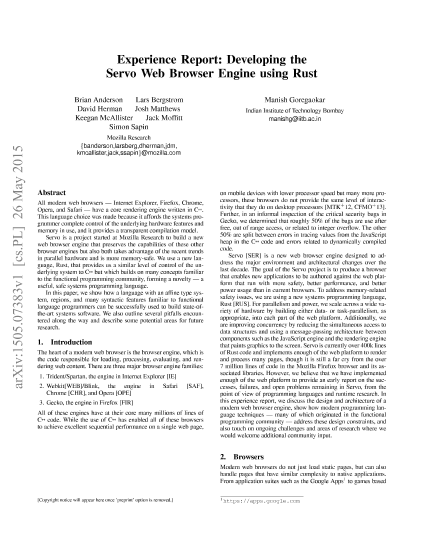 Experience Report: Developing the
Servo Web Browser Engine using Rust
Brian Anderson Lars Bergstrom
David Herman Josh Matthews
Keegan McAllister Jack Moffitt
Simon Sapin
Mozilla Research
[banderson,larsberg,dherman,jdm,
kmcallister,jack,ssapin]@mozilla.com
Manish Goregaokar
Indian Institute of Technology Bombay
manishg@iitb.ac.in
arXiv:1505.07383v1 [cs.PL] 26 May 2015
Abstract
All modern web browsers — Internet Explorer, Firefox, Chrome,
Opera, and Safari — have a core rendering engine written in C++.
This language choice was made because it affords the systems pro-
grammer complete control of the underlying hardware features and
memory in use, and it provides a transparent compilation model.
Servo is a project started at Mozilla Research to build a new
web browser engine that preserves the capabilities of these other
browser engines but also both takes advantage of the recent trends
in parallel hardware and is more memory-safe. We use a new lan-
guage, Rust, that provides us a similar level of control of the un-
derlying system to C++ but which builds on many concepts familiar
to the functional programming community, forming a novelty — a
useful, safe systems programming language.
In this paper, we show how a language with an affine type sys-
tem, regions, and many syntactic features familiar to functional
language programmers can be successfully used to build state-of-
the-art systems software. We also outline several pitfalls encoun-
tered along the way and describe some potential areas for future
research.
1. Introduction
The heart of a modern web browser is the browser engine, which is
the code responsible for loading, processing, evaluating, and ren-
dering web content. There are three major browser engine families:
1. Trident/Spartan, the engine in Internet Explorer [IE]
2. Webkit[WEB]/Blink, the engine in Safari [SAF],
Chrome [CHR], and Opera [OPE]
3. Gecko, the engine in Firefox [FIR]
All of these engines have at their core many millions of lines of
C++ code. While the use of C++ has enabled all of these browsers
to achieve excellent sequential performance on a single web page,
[Copyright notice will appear here once 'preprint' option is removed.]
on mobile devices with lower processor speed but many more pro-
cessors, these browsers do not provide the same level of interac-
tivity that they do on desktop processors [MTK+12, CFMO+13].
Further, in an informal inspection of the critical security bugs in
Gecko, we determined that roughly 50% of the bugs are use after
free, out of range access, or related to integer overflow. The other
50% are split between errors in tracing values from the JavaScript
heap in the C++ code and errors related to dynamically compiled
code.
Servo [SER] is a new web browser engine designed to ad-
dress the major environment and architectural changes over the
last decade. The goal of the Servo project is to produce a browser
that enables new applications to be authored against the web plat-
form that run with more safety, better performance, and better
power usage than in current browsers. To address memory-related
safety issues, we are using a new systems programming language,
Rust [RUS]. For parallelism and power, we scale across a wide va-
riety of hardware by building either data- or task-parallelism, as
appropriate, into each part of the web platform. Additionally, we
are improving concurrency by reducing the simultaneous access to
data structures and using a message-passing architecture between
components such as the JavaScript engine and the rendering engine
that paints graphics to the screen. Servo is currently over 400k lines
of Rust code and implements enough of the web platform to render
and process many pages, though it is still a far cry from the over
7 million lines of code in the Mozilla Firefox browser and its as-
sociated libraries. However, we believe that we have implemented
enough of the web platform to provide an early report on the suc-
cesses, failures, and open problems remaining in Servo, from the
point of view of programming languages and runtime research. In
this experience report, we discuss the design and architecture of a
modern web browser engine, show how modern programming lan-
guage techniques — many of which originated in the functional
programming community — address these design constraints, and
also touch on ongoing challenges and areas of research where we
would welcome additional community input.
2. Browsers
Modern web browsers do not just load static pages, but can also
handle pages that have similar complexity to native applications.
From application suites such as the Google Apps1 to games based
1 https://apps.google.com